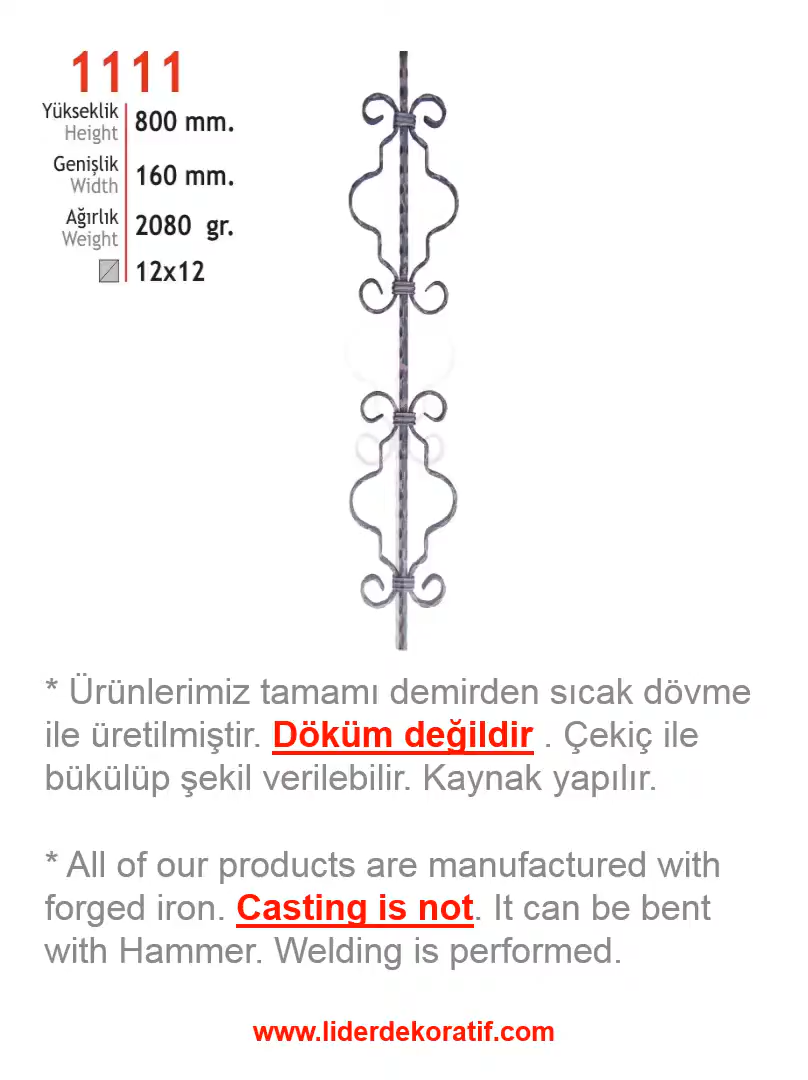 1111
Yükseklik
Height
800 mm.
Genişlik
Width
160 mm.
Ağırlık
Weight
2080 gr.
12x12
* Ürünlerimiz tamamı demirden sıcak dövme
ile üretilmiştir. Döküm değildir . Çekiç ile
bükülüp şekil verilebilir. Kaynak yapılır.
* All of our products are manufactured with
forged iron. Casting is not. It can be bent
with Hammer. Welding is performed.
www.liderdekoratif.com